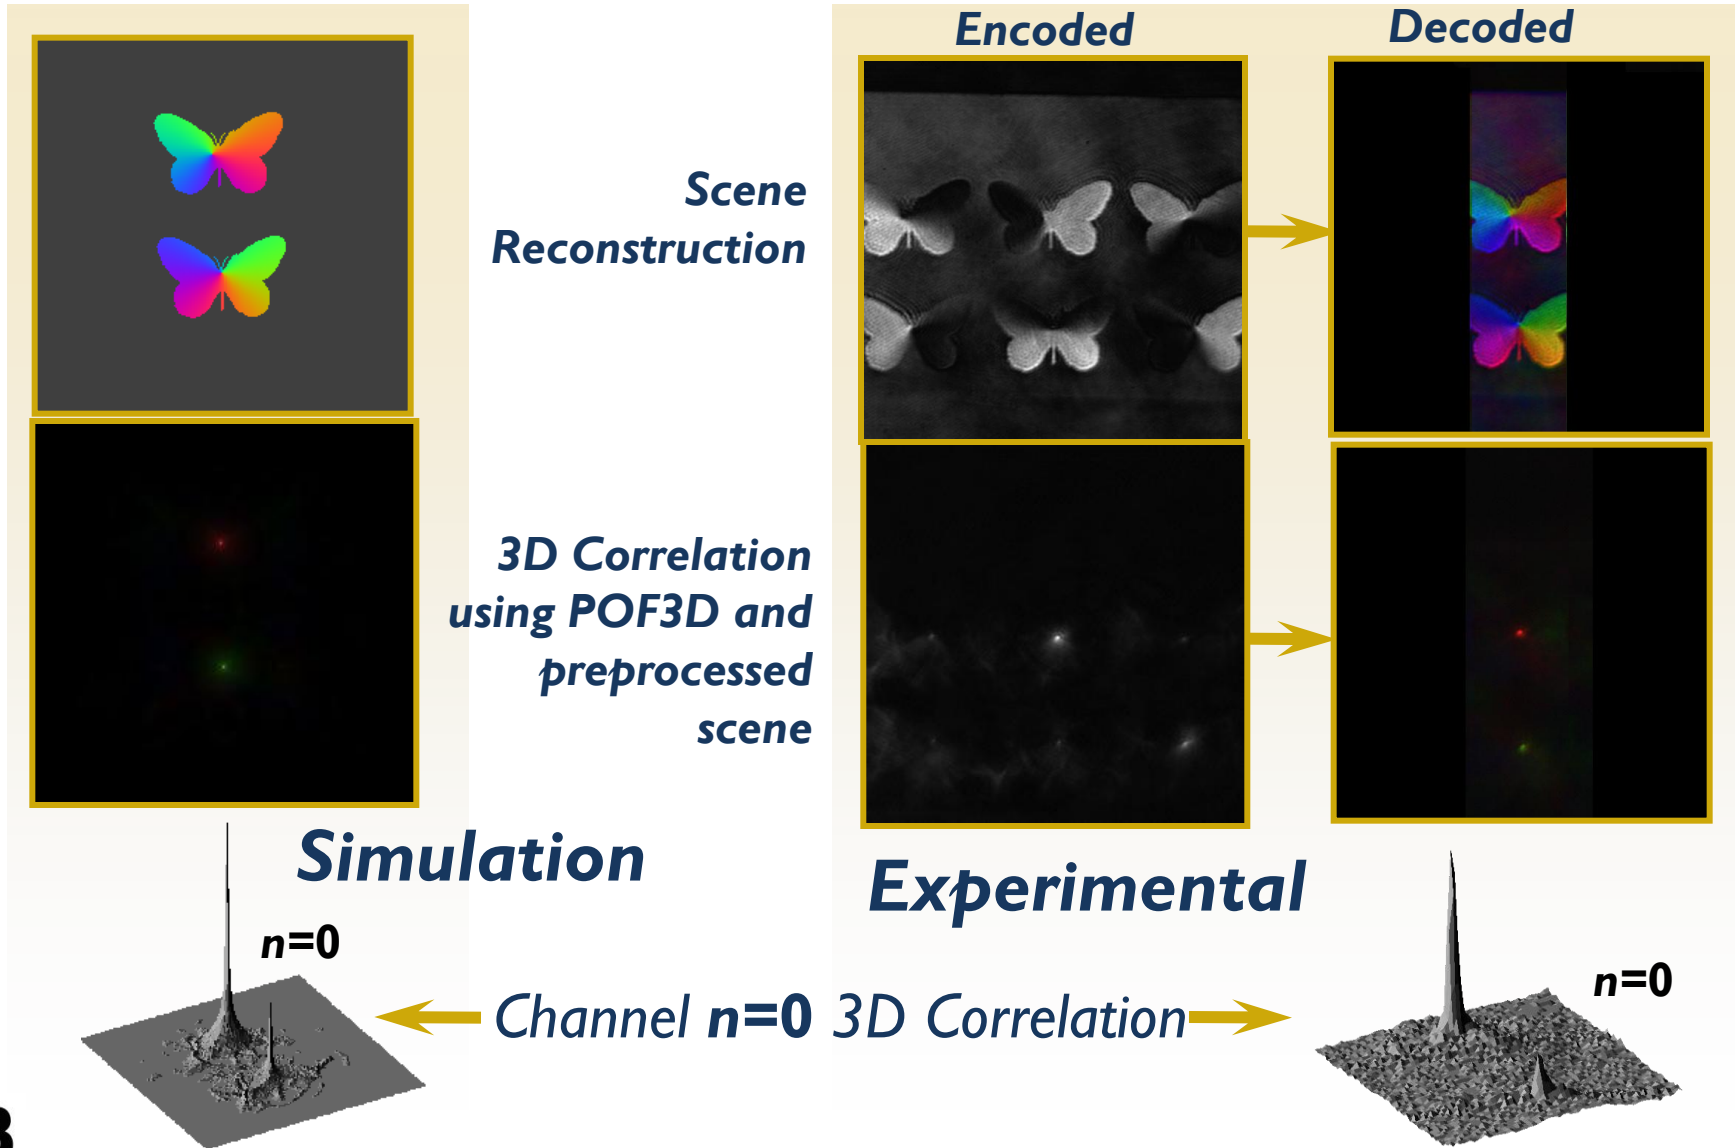 Encoded
Decoded
Scene
Reconstruction
3D Correlation
using POF3D and
preprocessed
scene
Simulation
Experimental
n=0
n=0
Channel n=0 3D Correlation